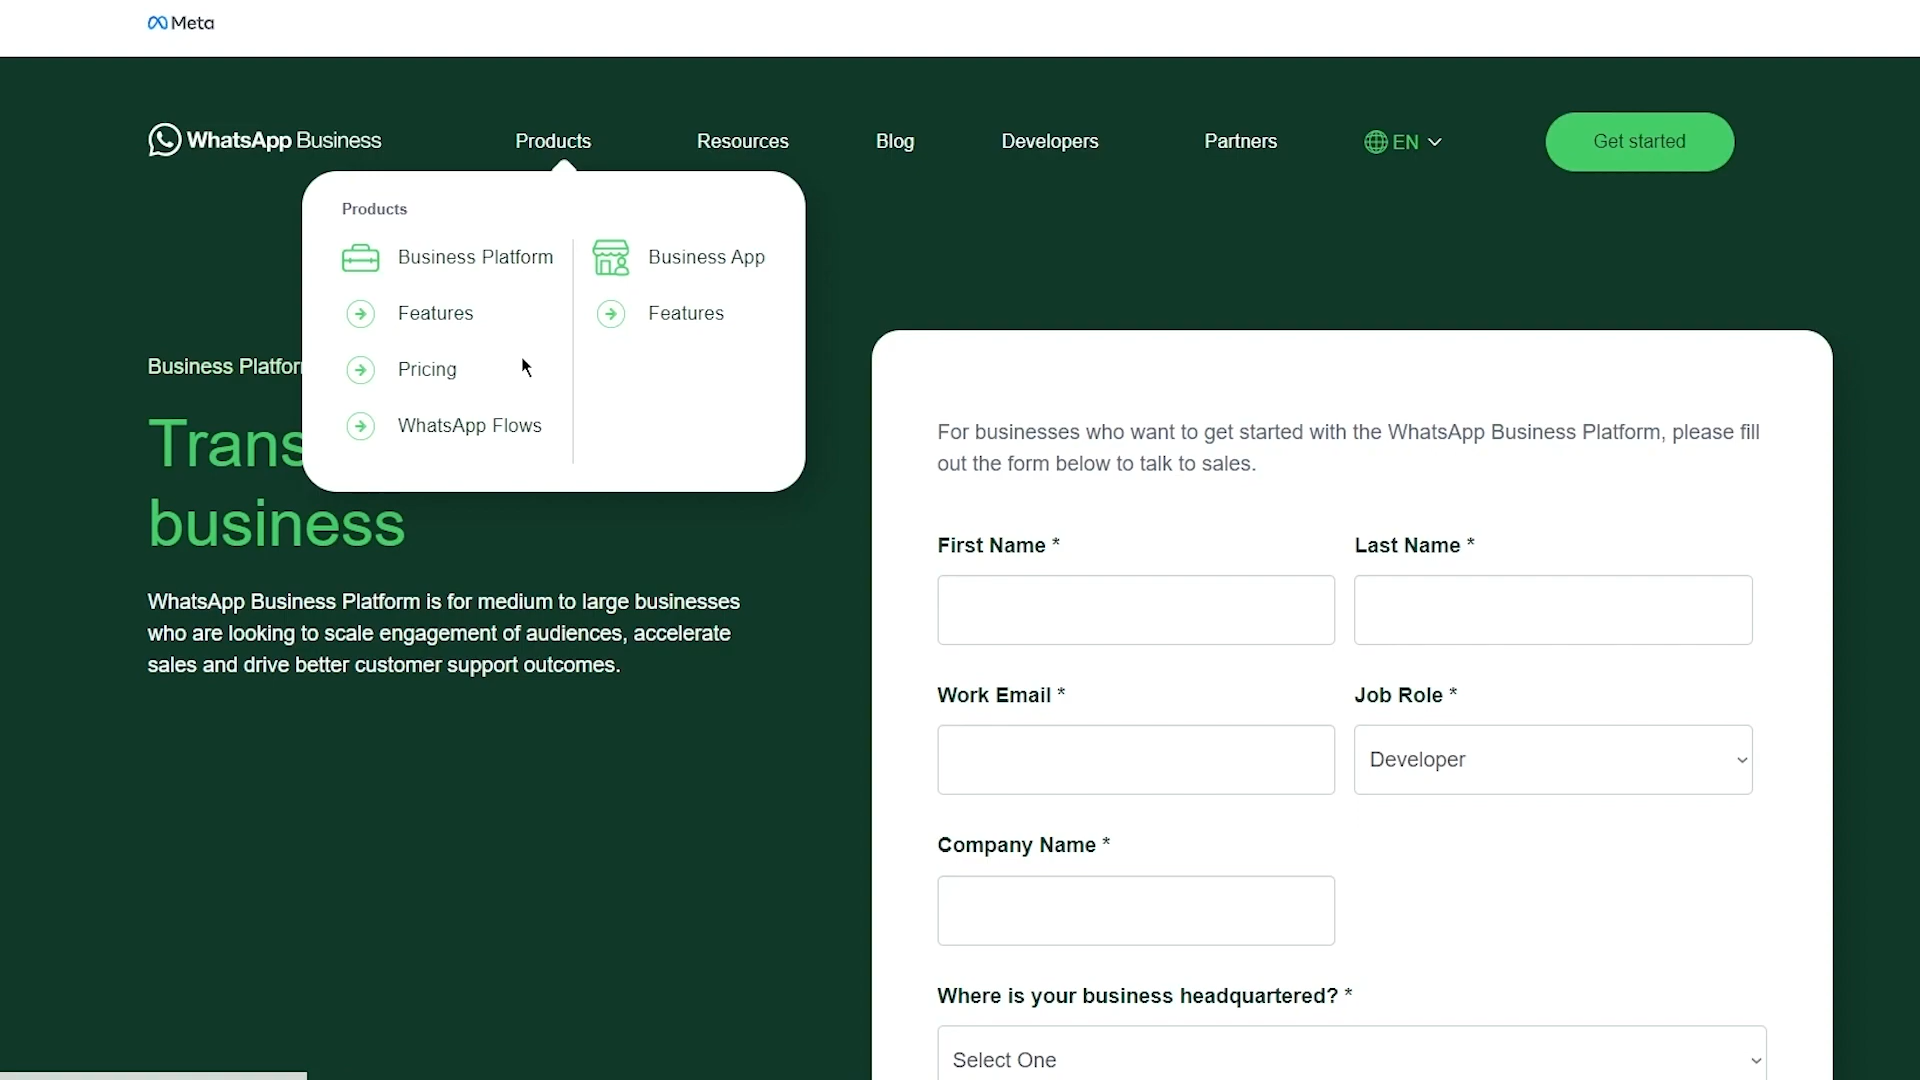 Meta
WhatsApp Business
Products
Resources
Blog
Developers
Partners
EN
Get started
Products
Business Platform
Features
Pricing
WhatsApp Flows
Business App
Features
Business
business
WhatsApp Business Platform is for medium to large businesses
who are looking to scale engagement of audiences, accelerate
sales and drive better customer support outcomes.
For businesses who want to get started with the WhatsApp Business Platform, please fill
out the form below to talk to sales.
First Name *
Last Name *
Work Email *
Job Role *
Developer
Company Name *
Where is your business headquartered? *
Select One